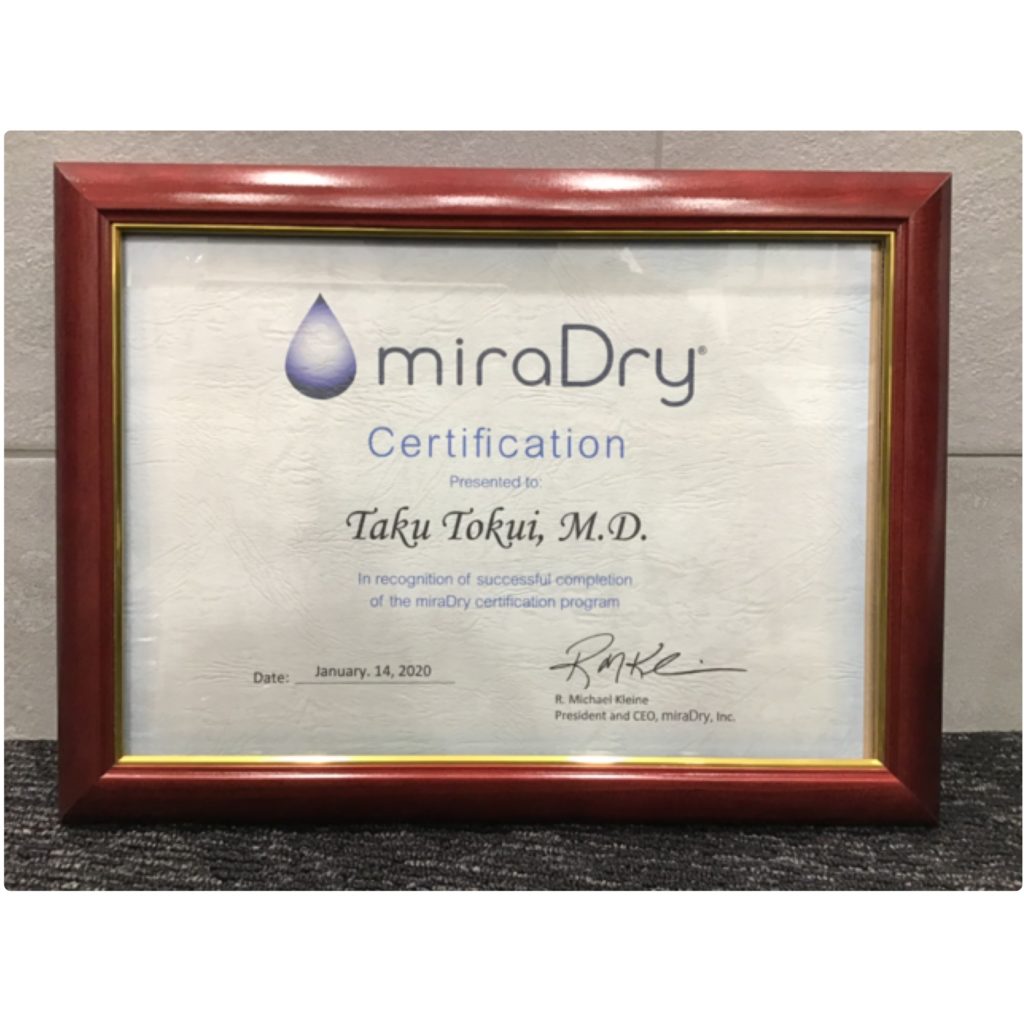 miraDry®
Certification
Presented to:
Taku Tokui, M.D.
In recognition of successful completion
of the miraDry certification program
Date: January. 14, 2020
R. Michael Kleine
President and CEO, miraDry, Inc.